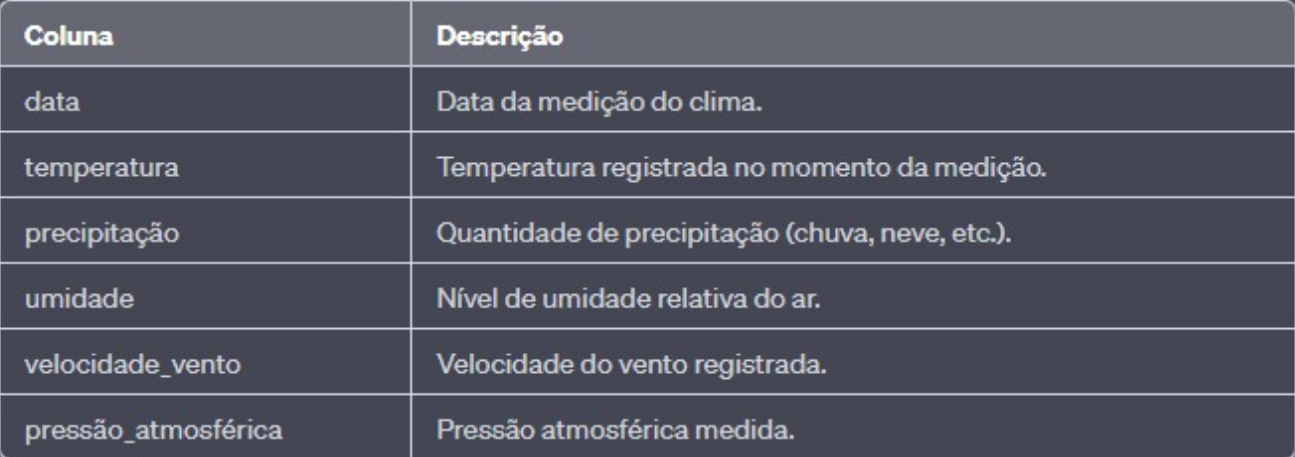 Coluna Descrição
data Data da medição do clima.
temperatura Temperatura registrada no momento da medição.
precipitação Quantidade de precipitação (chuva, neve, etc.).
umidade Nível de umidade relativa do ar.
velocidade_vento Velocidade do vento registrada.
pressão_atmosférica Pressão atmosférica medida.